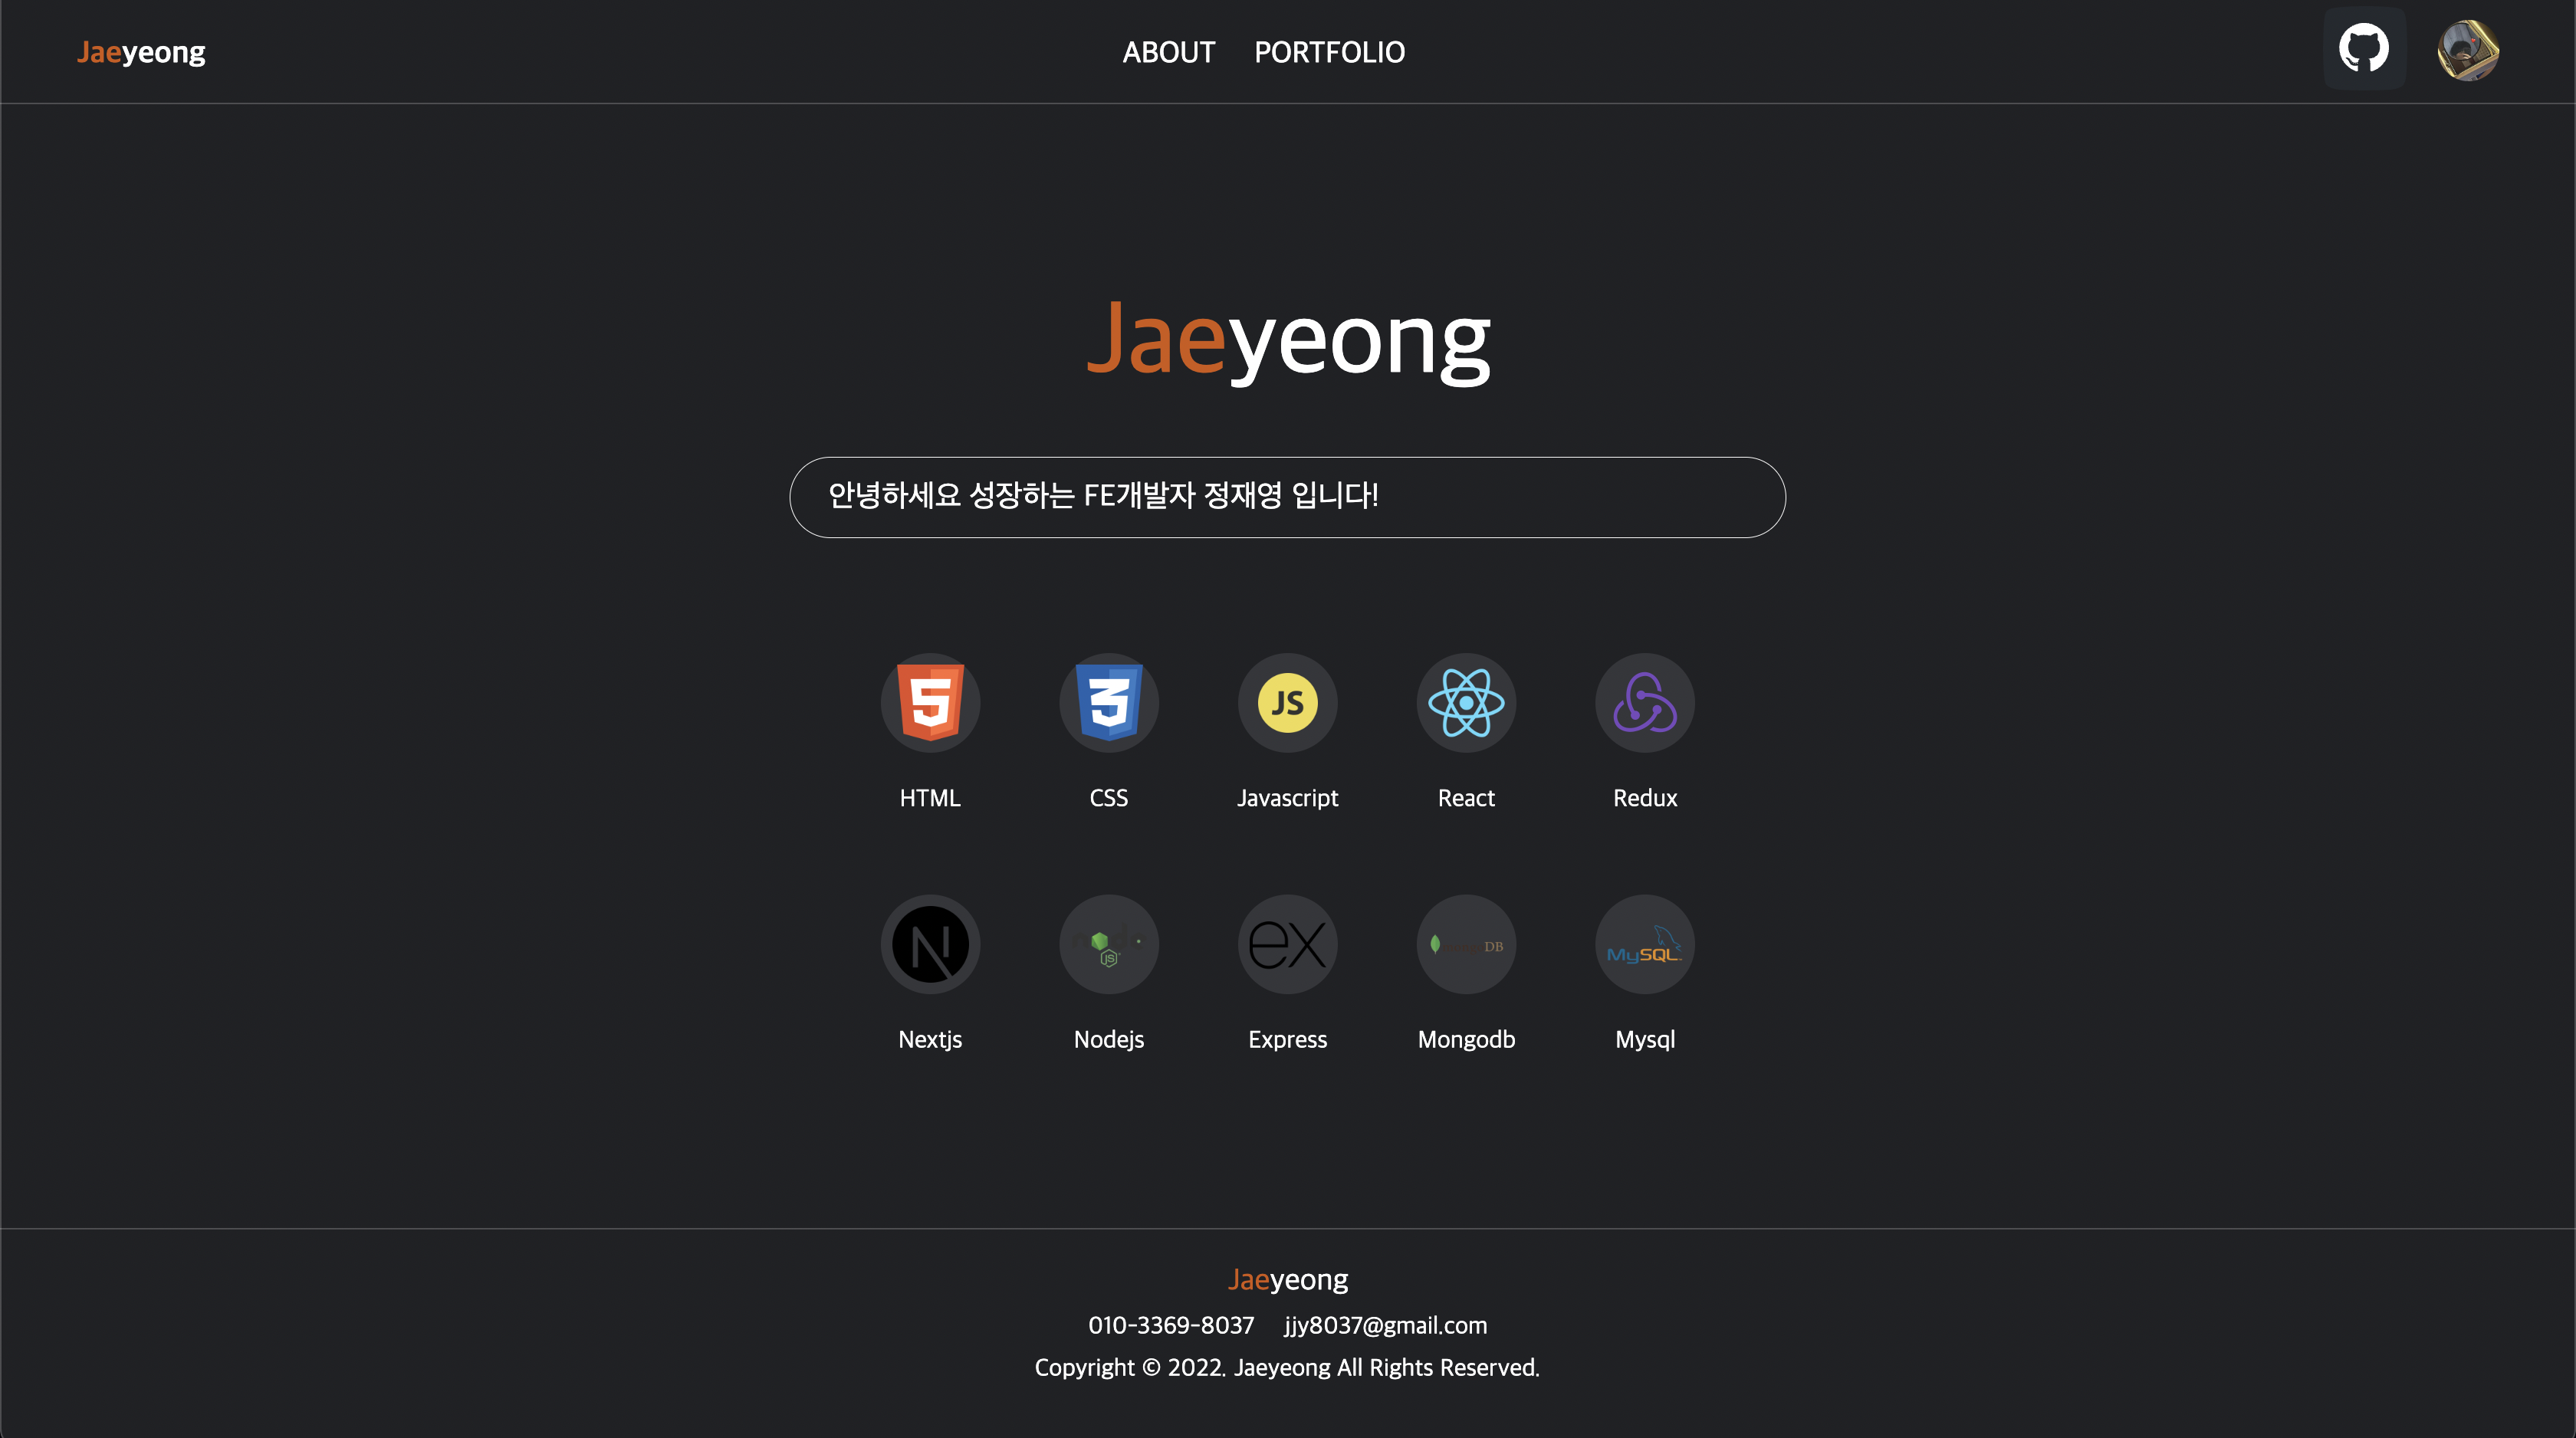 Jaeyeong
ABOUT PORTFOLIO
Jaeyeong
안녕하세요 성장하는 FE개발자 정재영 입니다!
JS
HTML CSS Javascript React Redux
N JS ex DB MySQL
Nextjs Nodejs Express Mongodb Mysql
Jaeyeong
010-3369-8037 jjy8037@gmail.com
Copyright © 2022. Jaeyeong All Rights Reserved.